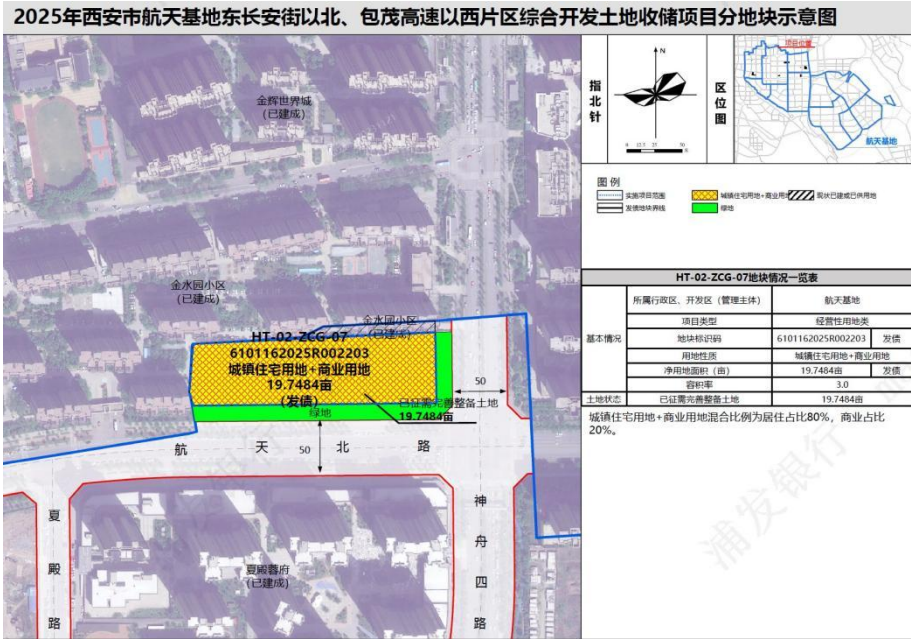 2025年西安市航天基地东长安街以北、包茂高速以西片区综合开发土地收储项目分地块示意图
金辉世界城
(已建成)
金水园小区
(已建成)
金水园小区
(已建成)
HT-02-ZCG-07
6101162025R002203
城镇住宅用地+商业用地
19.7484亩
(发债)
已征需完善整备土地
19.7484亩
绿地
50
50
航天北路
夏殿路
神舟四路
夏殿蓉府
(已建成)
指北针
N
区位图
项目位置
航天基地
图例
实施项目范围
城镇住宅用地+商业用地
现状已建或已供用地
发债地块界线
绿地
HT-02-ZCG-07地块情况一览表
基本情况
所属行政区、开发区（管理主体） 航天基地
项目类型 经营性用地类
地块标识码 6101162025R002203 发债
用地性质 城镇住宅用地+商业用地
净用地面积（亩） 19.7484亩 发债
容积率 3.0
土地状态 已征需完善整备土地 19.7484亩
城镇住宅用地+商业用地混合比例为居住占比80%，商业占比
20%。
浦发银行